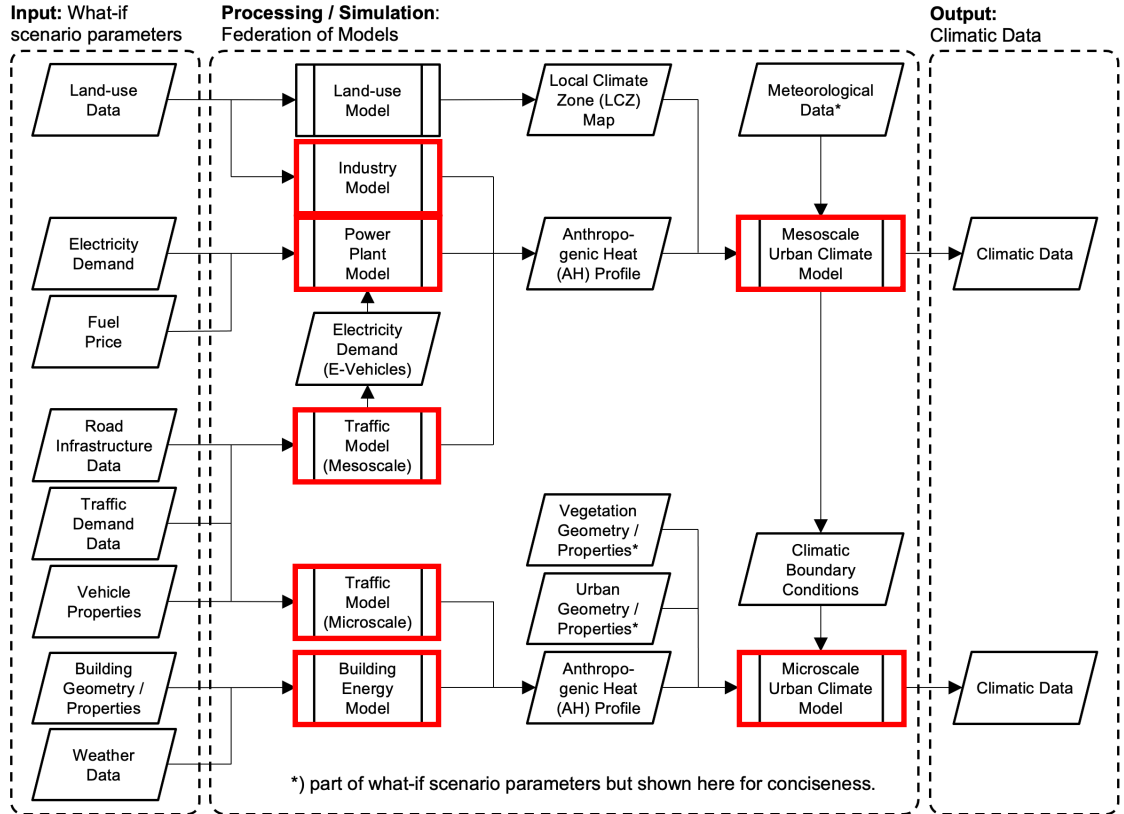 Input: What-if
scenario parameters
Processing / Simulation:
Federation of Models
Output:
Climatic Data
Land-use
Data
Land-use
Model
Local Climate
Zone (LCZ)
Map
Meteorological
Data*
Industry
Model
Electricity
Demand
Power
Plant
Model
Anthropo-
genic Heat
(AH) Profile
Mesoscale
Urban Climate
Model
Climatic Data
Fuel
Price
Electricity
Demand
(E-Vehicles)
Road
Infrastructure
Data
Traffic
Model
(Mesoscale)
Traffic
Demand
Data
Vegetation
Geometry /
Properties*
Climatic
Boundary
Conditions
Vehicle
Properties
Traffic
Model
(Microscale)
Urban
Geometry /
Properties*
Building
Geometry /
Properties
Building
Energy
Model
Anthropo-
genic Heat
(AH) Profile
Microscale
Urban Climate
Model
Climatic Data
Weather
Data
*) part of what-if scenario parameters but shown here for conciseness.